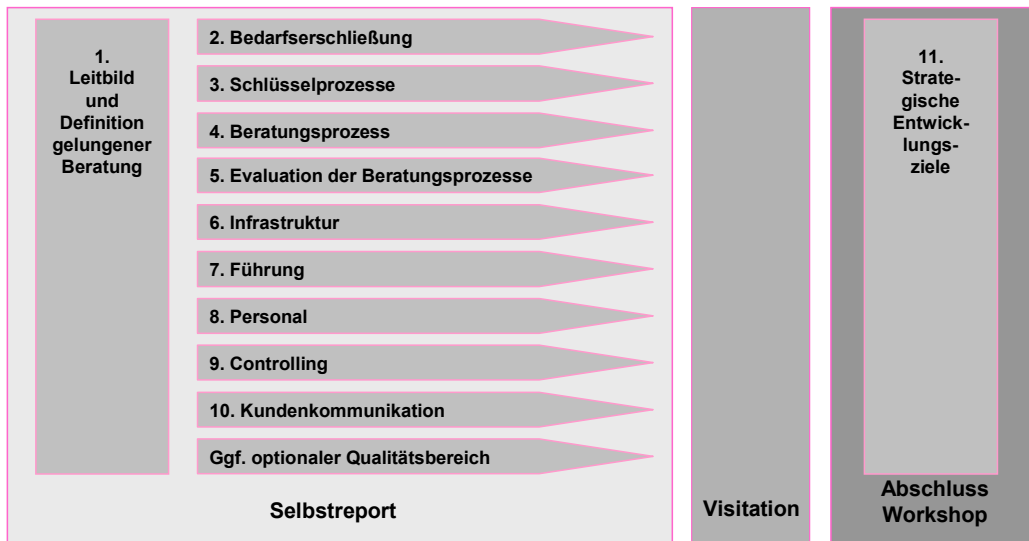 1.
Leitbild
und
Definition
gelungener
Beratung
2. Bedarfserschließung
3. Schlüsselprozesse
4. Beratungsprozess
5. Evaluation der Beratungsprozesse
6. Infrastruktur
7. Führung
8. Personal
9. Controlling
10. Kundenkommunikation
Ggf. optionaler Qualitätsbereich
Selbstreport
Visitation
11.
Strate-
gische
Entwick-
lungs-
ziele
Abschluss
Workshop